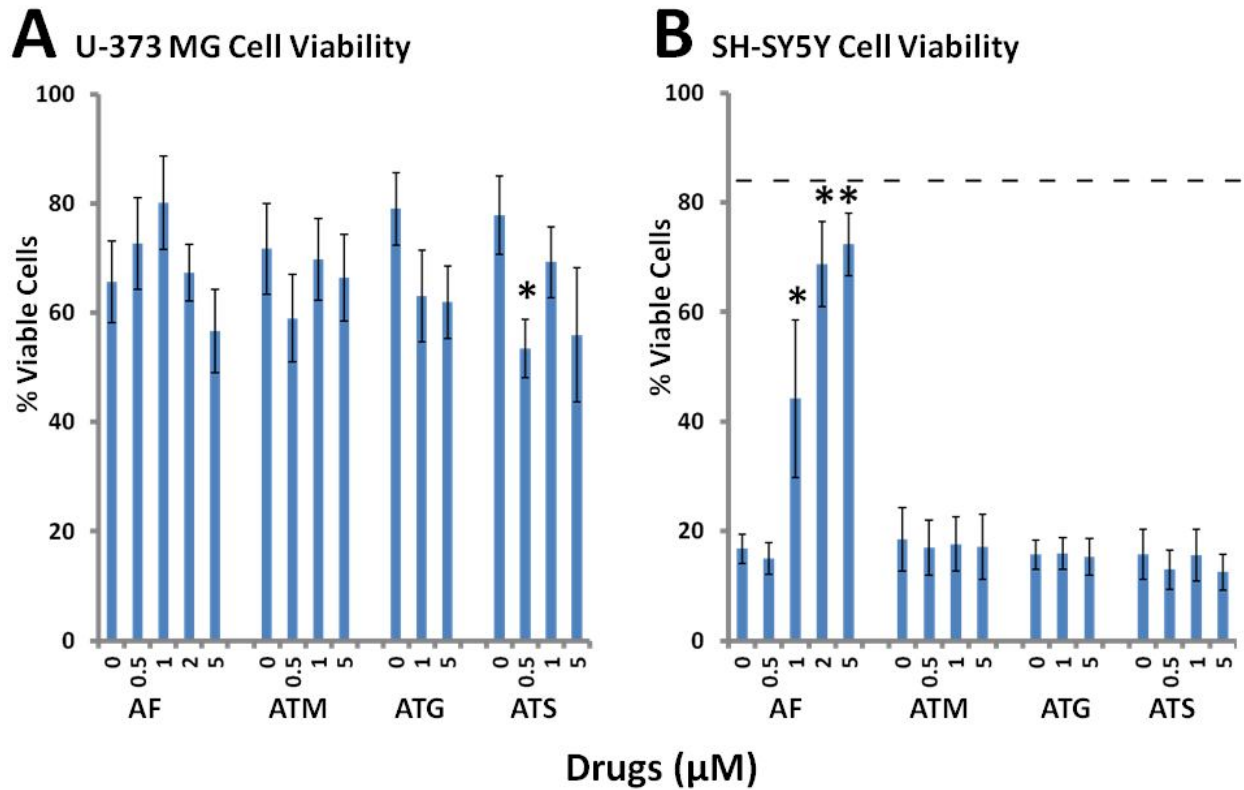 A U-373 MG Cell Viability
100
80
60
40
20
0
% Viable Cells
*
0 0.5 1 2 5 0 0.5 1 5 0 1 5 0 0.5 1 5
AF ATM ATG ATS
B SH-SY5Y Cell Viability
100
80
60
40
20
0
% Viable Cells
* * *
0 0.5 1 2 5 0 0.5 1 5 0 1 5 0 0.5 1 5
AF ATM ATG ATS
Drugs (μM)